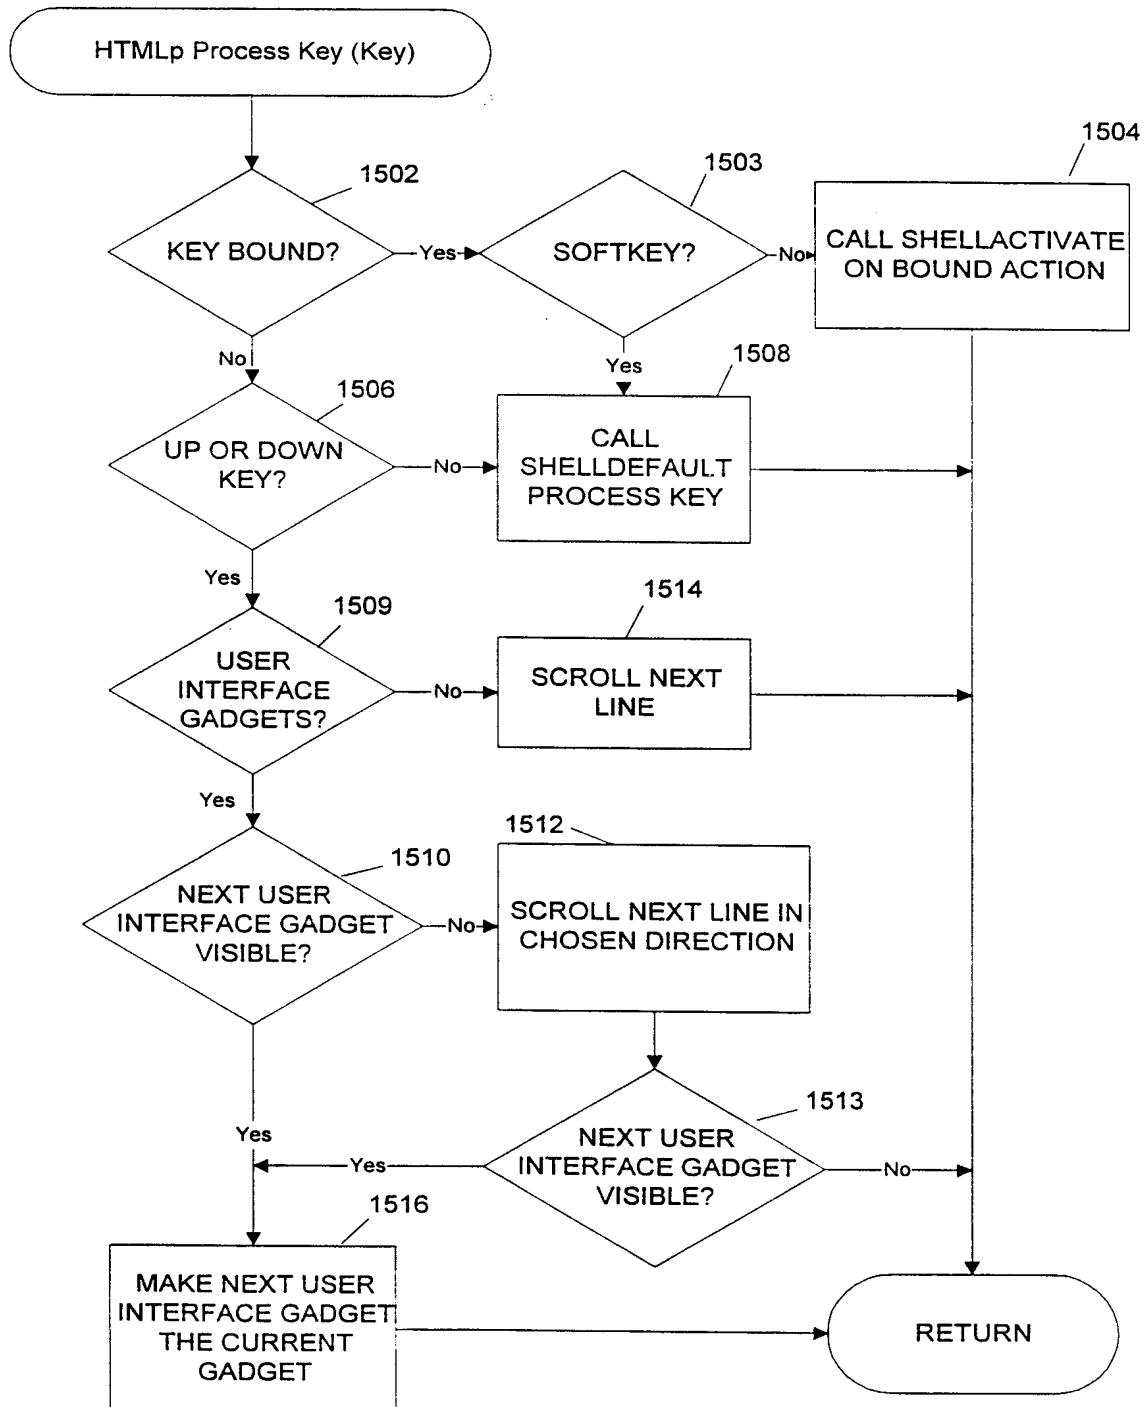 HTMLp Process Key (Key)
1502
KEY BOUND?
Yes
1503
SOFTKEY?
No
1504
CALL SHELLACTIVATE
ON BOUND ACTION
No
1506
UP OR DOWN
KEY?
No
Yes
1508
CALL
SHELLDEFAULT
PROCESS KEY
Yes
1509
USER
INTERFACE
GADGETS?
No
1514
SCROLL NEXT
LINE
Yes
1510
NEXT USER
INTERFACE GADGET
VISIBLE?
No
1512
SCROLL NEXT LINE IN
CHOSEN DIRECTION
1513
NEXT USER
INTERFACE GADGET
VISIBLE?
No
Yes
Yes
1516
MAKE NEXT USER
INTERFACE GADGET
THE CURRENT
GADGET
RETURN